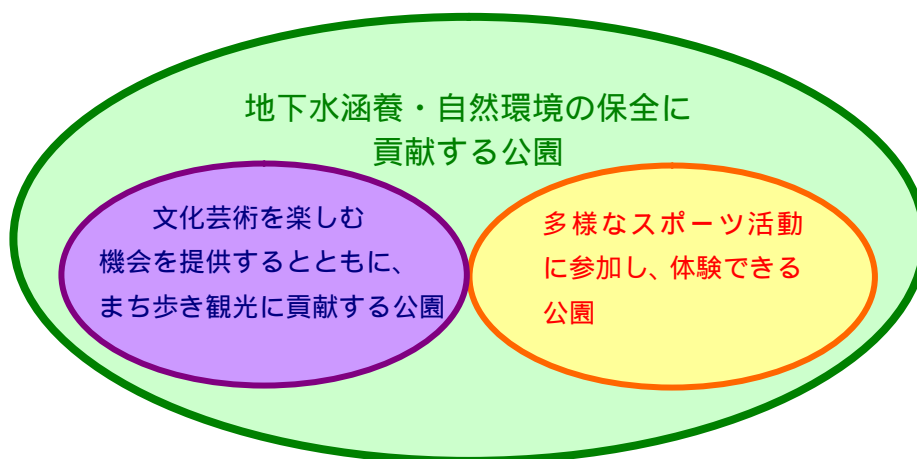 地下水涵養・自然環境の保全に
貢献する公園
文化芸術を楽しむ
機会を提供するとともに、
まち歩き観光に貢献する公園
多様なスポーツ活動
に参加し、体験できる
公園